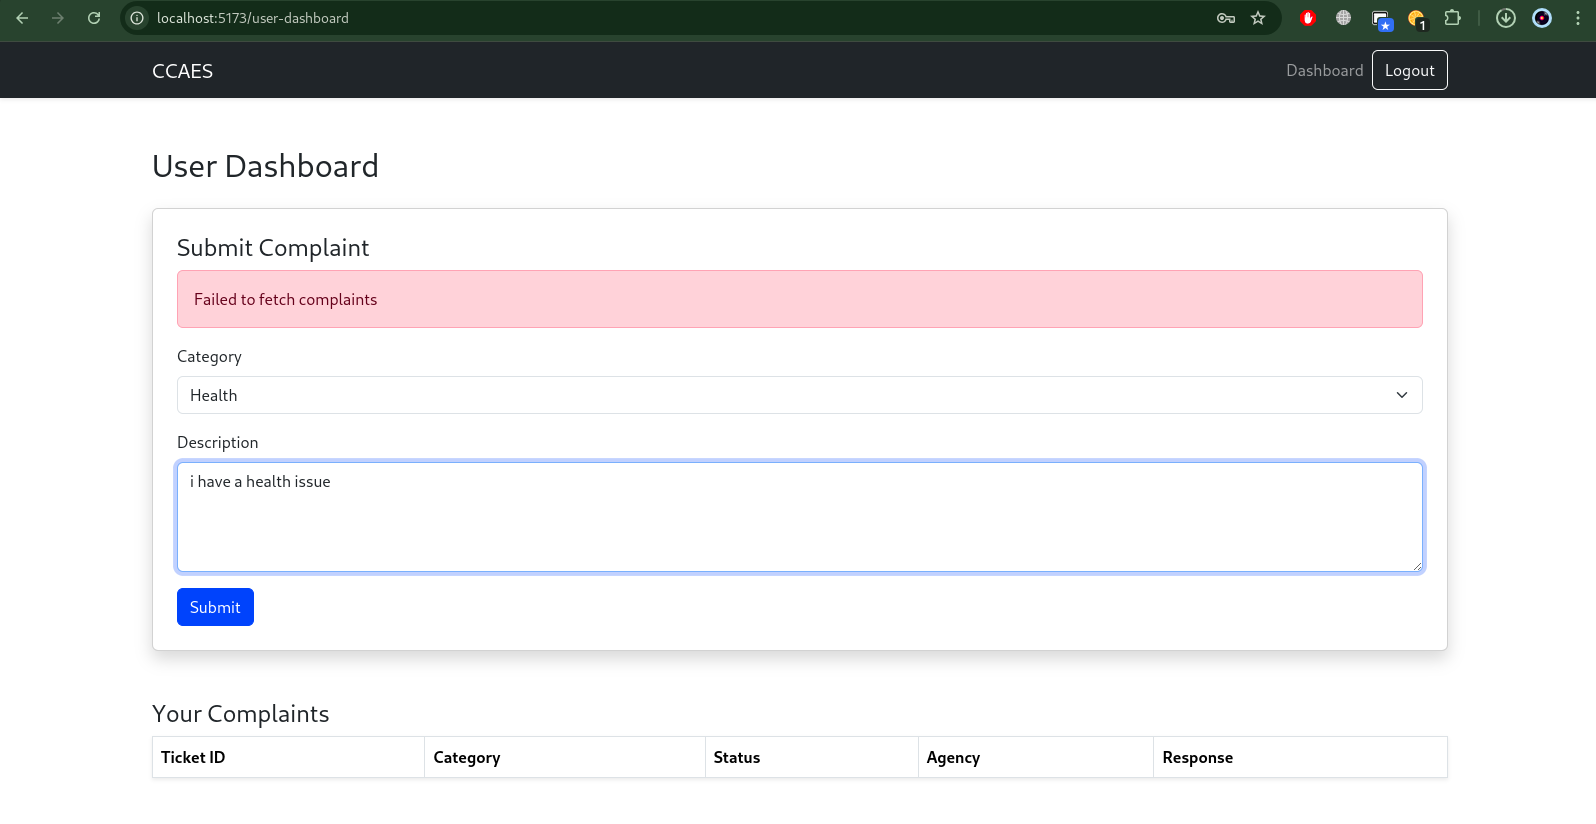 localhost:5173/user-dashboard
1
CCAES
Dashboard
Logout
User Dashboard
Submit Complaint
Failed to fetch complaints
Category
Health
Description
i have a health issue
Submit
Your Complaints
Ticket ID Category Status Agency Response